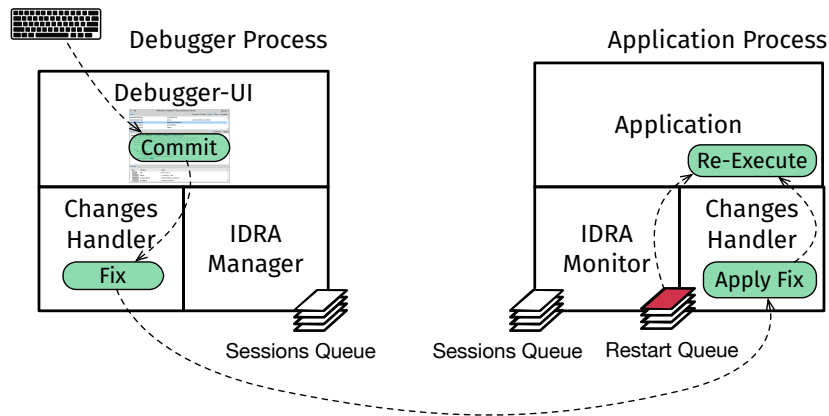 Debugger Process
Application Process
Debugger-UI
Commit
Application
Re-Execute
Changes
Handler
Fix
IDRA
Manager
IDRA
Monitor
Changes
Handler
Apply Fix
Sessions Queue
Sessions Queue
Restart Queue